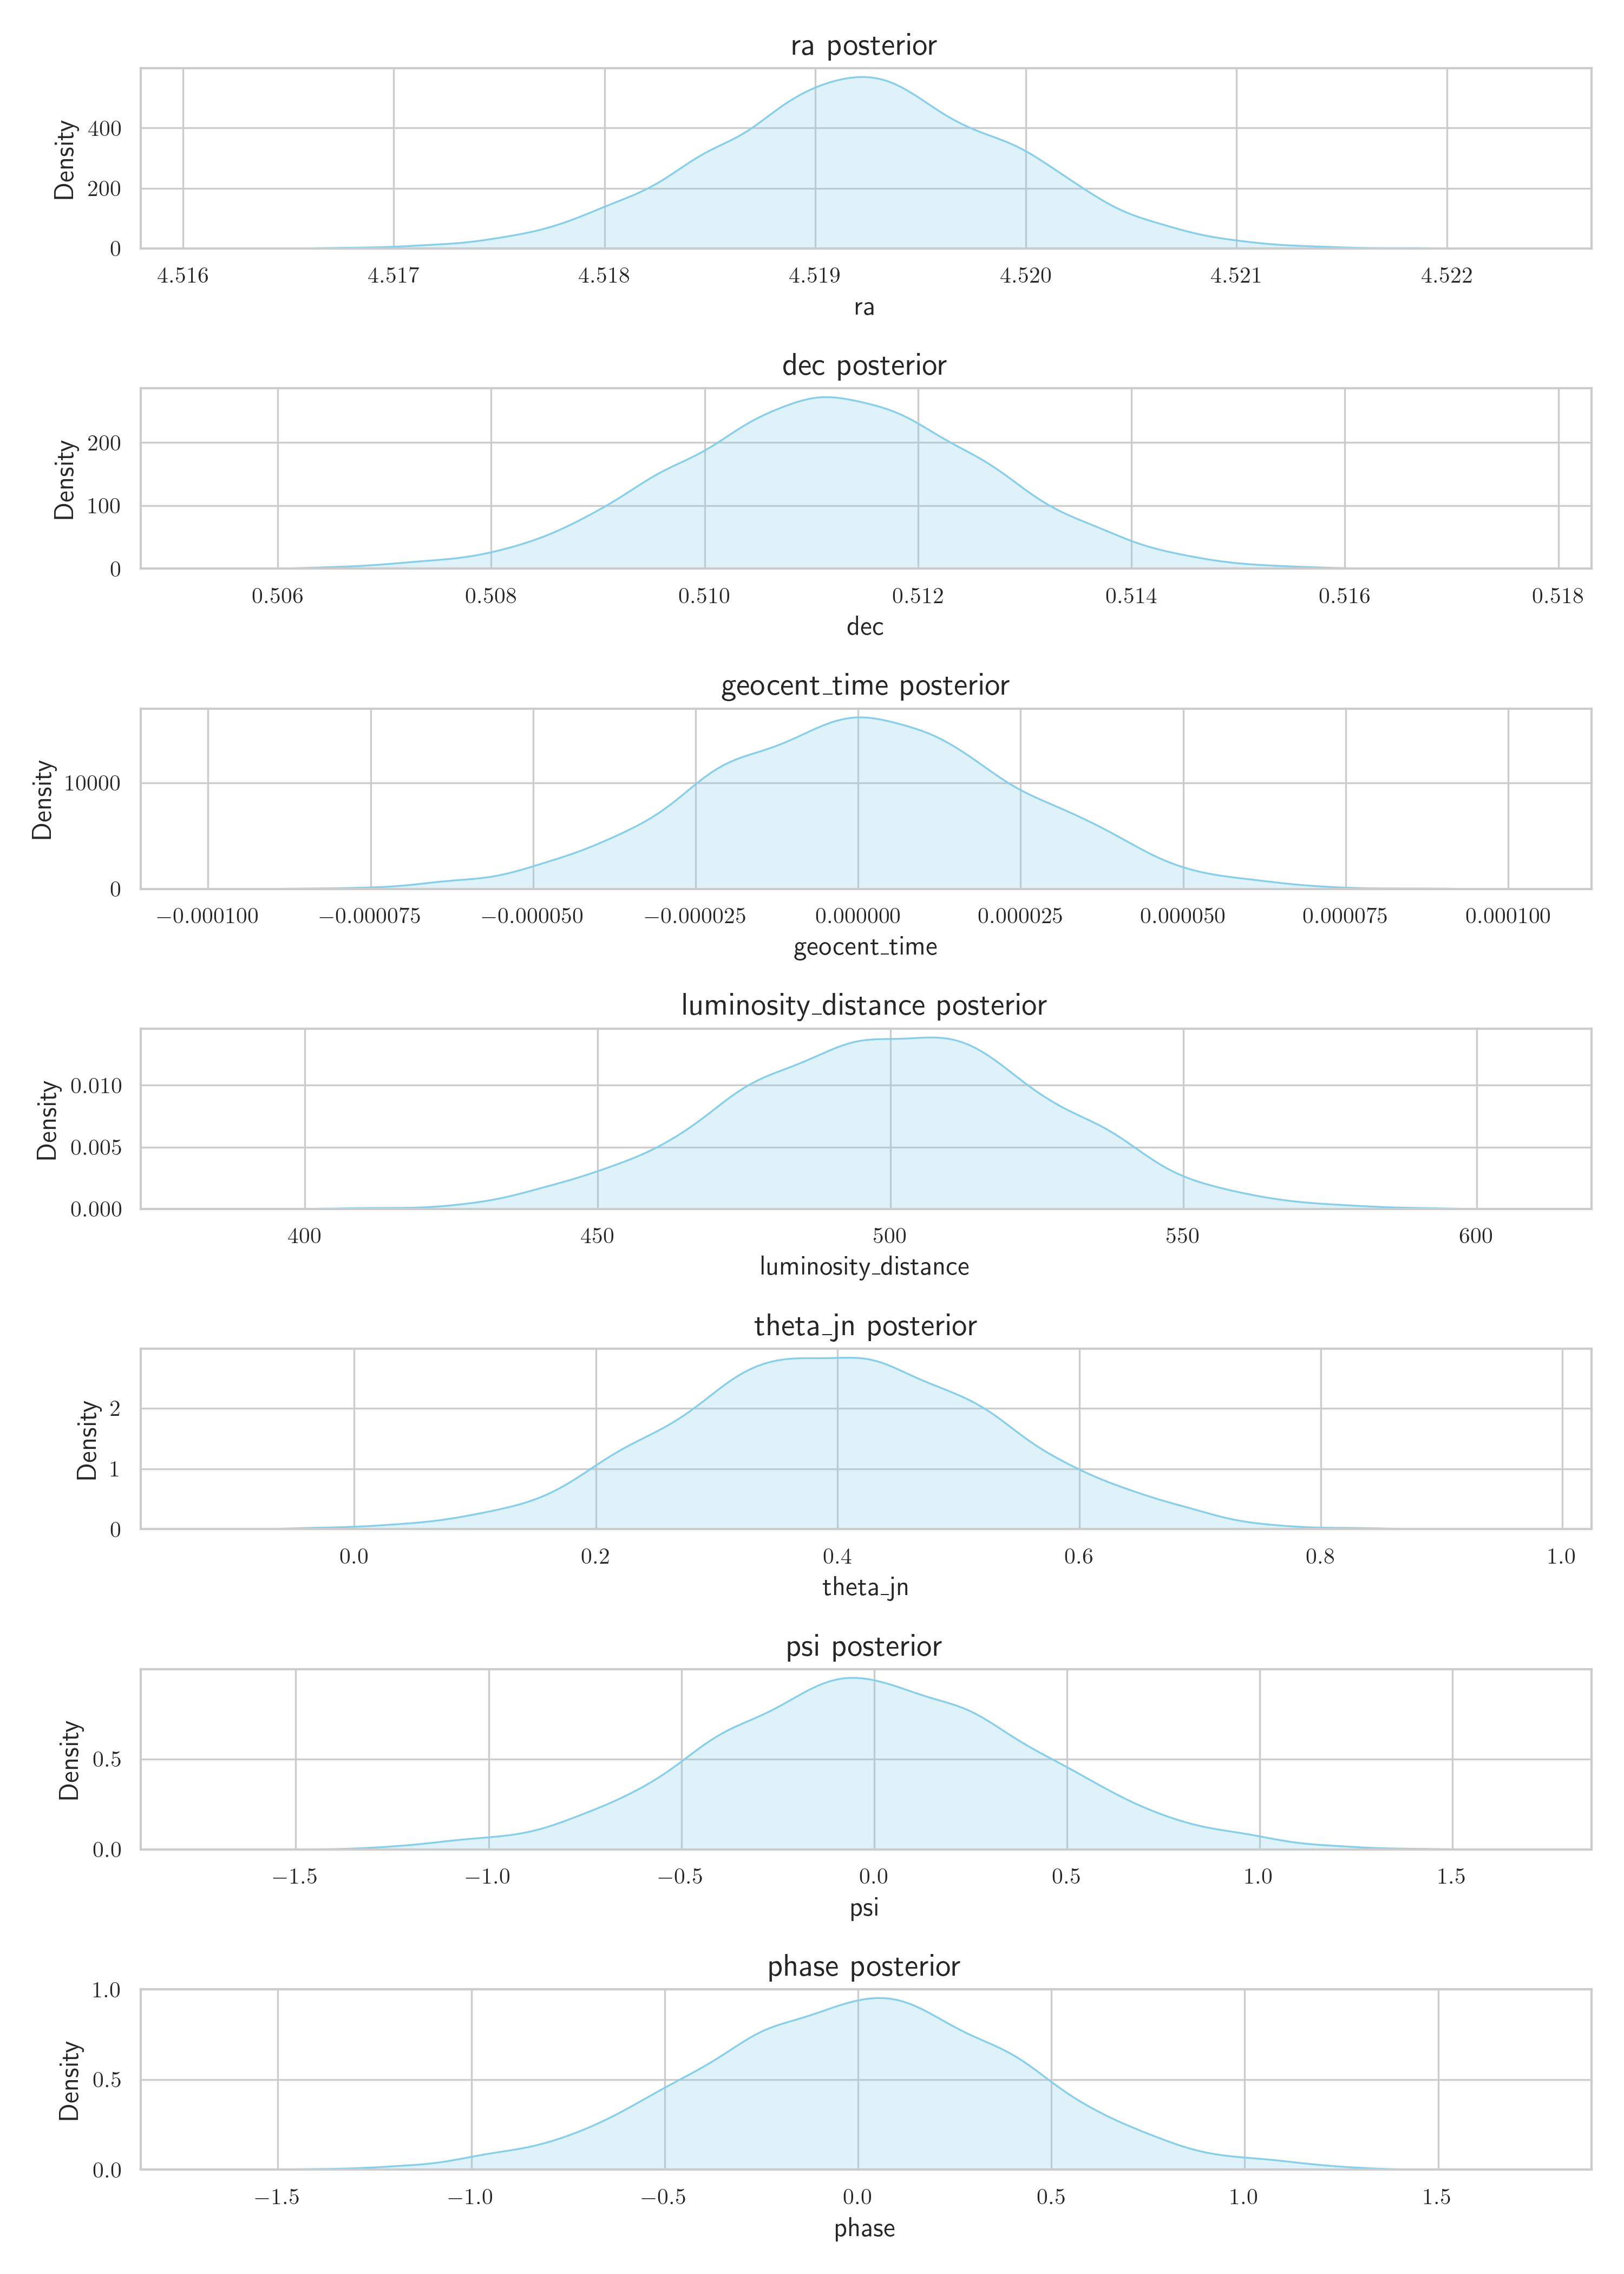 ra posterior
Density
400
200
0
4.516 4.517 4.518 4.519 4.520 4.521 4.522
ra
dec posterior
Density
200
100
0
0.506 0.508 0.510 0.512 0.514 0.516 0.518
dec
geocent_time posterior
Density
10000
0
−0.000100 −0.000075 −0.000050 −0.000025 0.000000 0.000025 0.000050 0.000075 0.000100
geocent_time
luminosity_distance posterior
Density
0.010
0.005
0.000
400 450 500 550 600
luminosity_distance
theta_jn posterior
Density
2
1
0
0.0 0.2 0.4 0.6 0.8 1.0
theta_jn
psi posterior
Density
0.5
0.0
−1.5 −1.0 −0.5 0.0 0.5 1.0 1.5
psi
phase posterior
Density
1.0
0.5
0.0
−1.5 −1.0 −0.5 0.0 0.5 1.0 1.5
phase